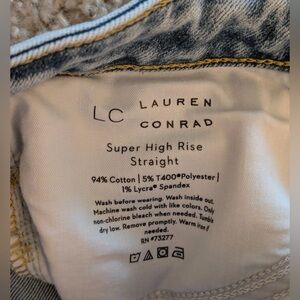 LC LAUREN
CONRAD
Super High Rise
Straight
94% Cotton | 5% T400®Polyester |
1% Lycra® Spandex
Wash before wearing. Wash inside out.
Machine wash cold with like colors. Only
non-chlorine bleach when needed. Tumble
dry low. Remove promptly. Warm iron if
needed.
RN #73277